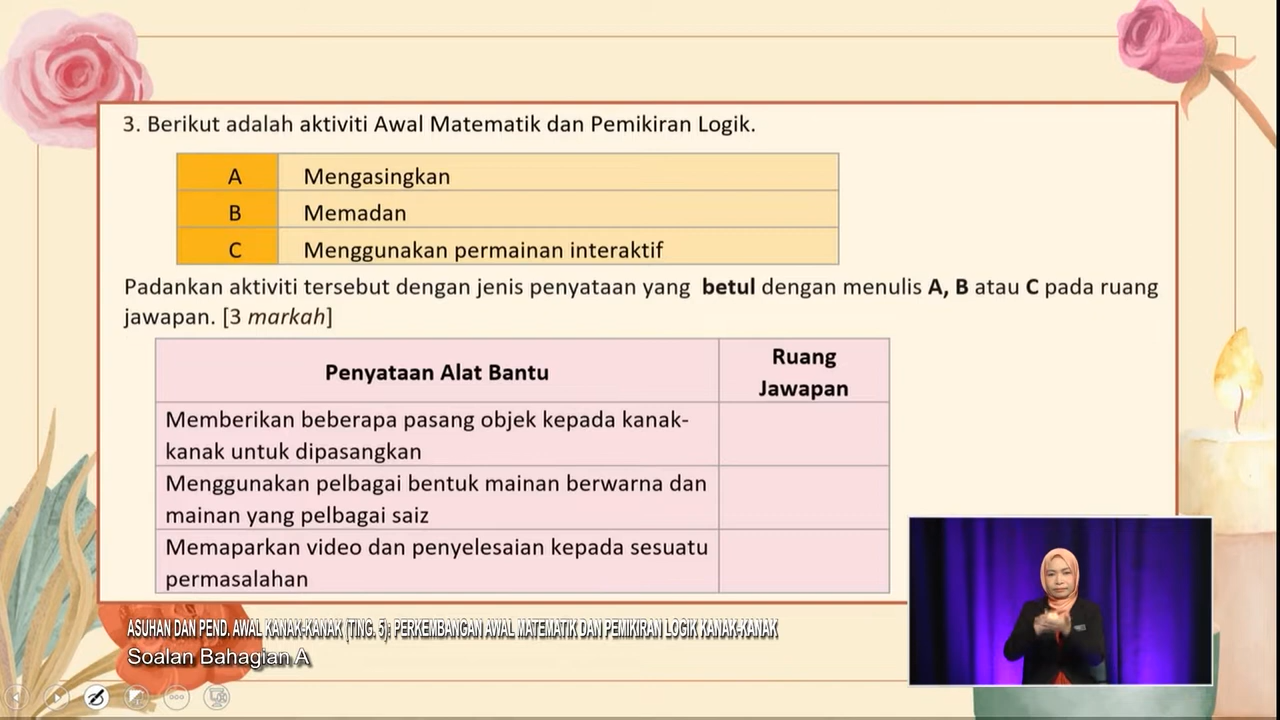 3. Berikut adalah aktiviti Awal Matematik dan Pemikiran Logik.
A Mengasingkan
B Memadan
C Menggunakan permainan interaktif
Padankan aktiviti tersebut dengan jenis penyataan yang betul dengan menulis A, B atau C pada ruang
jawapan. [3 markah]
Penyataan Alat Bantu
Ruang
Jawapan
Memberikan beberapa pasang objek kepada kanak-
kanak untuk dipasangkan
Menggunakan pelbagai bentuk mainan berwarna dan
mainan yang pelbagai saiz
Memaparkan video dan penyelesaian kepada sesuatu
permasalahan
ASUHAN DAN PEND. AWAL KANAK-KANAK (TING. 5): PERKEMBANGAN AWAL MATEMATIK DAN PEMIKIRAN LOGIK KANAK-KANAK
Soalan Bahagian A